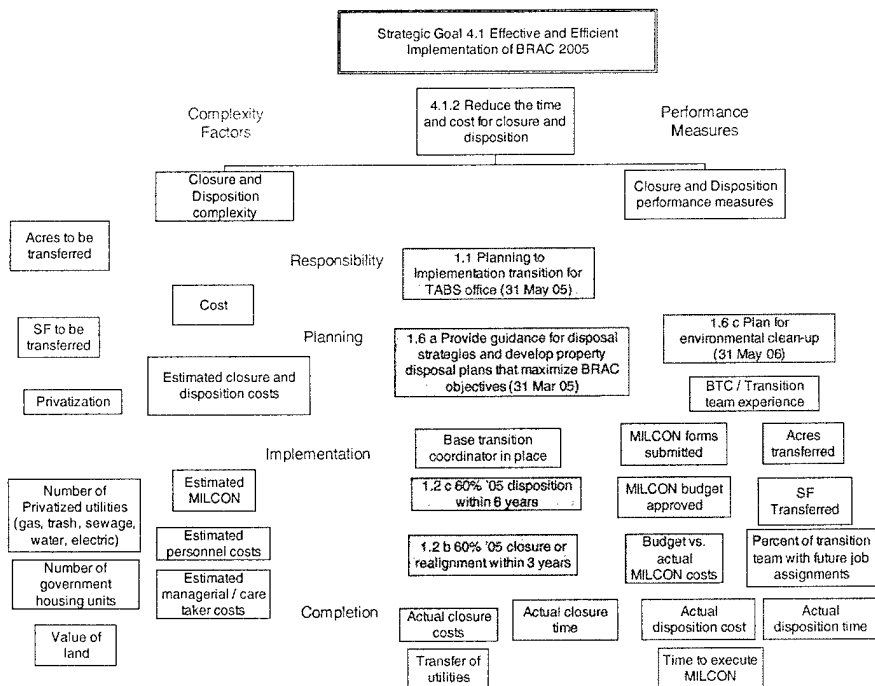 Strategic Goal 4.1 Effective and Efficient
Implementation of BRAC 2005
Complexity
Factors
4.1.2 Reduce the time
and cost for closure and
disposition
Performance
Measures
Closure and
Disposition
complexity
Closure and Disposition
performance measures
Acres to be
transferred
Responsibility
1.1 Planning to
Implementation transition for
TABS office (31 May 05)
Cost
SF to be
transferred
Planning
1.6 a Provide guidance for disposal
strategies and develop property
disposal plans that maximize BRAC
objectives (31 Mar 05)
1.6 c Plan for
environmental clean-up
(31 May 06)
Estimated closure and
disposition costs
Privatization
BTC / Transition
team experience
Implementation
Base transition
coordinator in place
MILCON forms
submitted
Acres
transferred
Number of
Privatized utilities
(gas, trash, sewage,
water, electric)
Estimated
MILCON
1.2 c 60% '05 disposition
within 6 years
MILCON budget
approved
SF
Transferred
Estimated
personnel costs
1.2 b 60% '05 closure or
realignment within 3 years
Budget vs.
actual
MILCON costs
Percent of transition
team with future job
assignments
Number of
government
housing units
Estimated
managerial / care
taker costs
Completion
Actual closure
costs
Actual closure
time
Actual
disposition cost
Actual
disposition time
Value of
land
Transfer of
utilities
Time to execute
MILCON